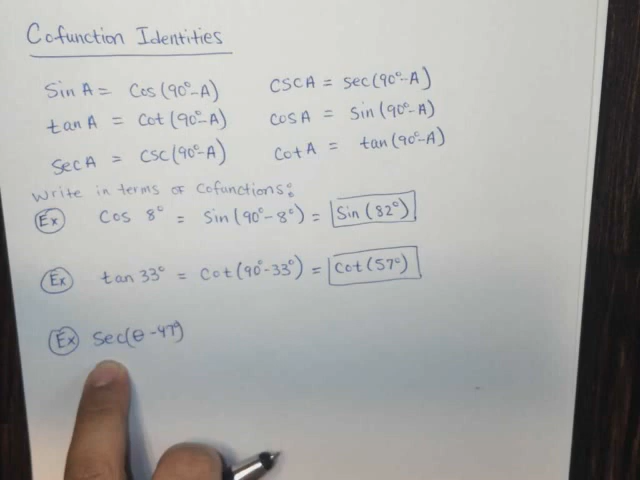 Cofunction Identities
Sin A = Cos (90°-A) CSC A = sec (90°-A)
tan A = Cot (90°-A) cos A = Sin (90°-A)
Sec A = CSC (90°-A) Cot A = tan (90°-A)
Write in terms of Cofunctions:
Ex Cos 8° = Sin (90°-8°) = Sin (82°)
Ex tan 33° = Cot (90°-33°) = Cot (57°)
Ex Sec(θ-47°)